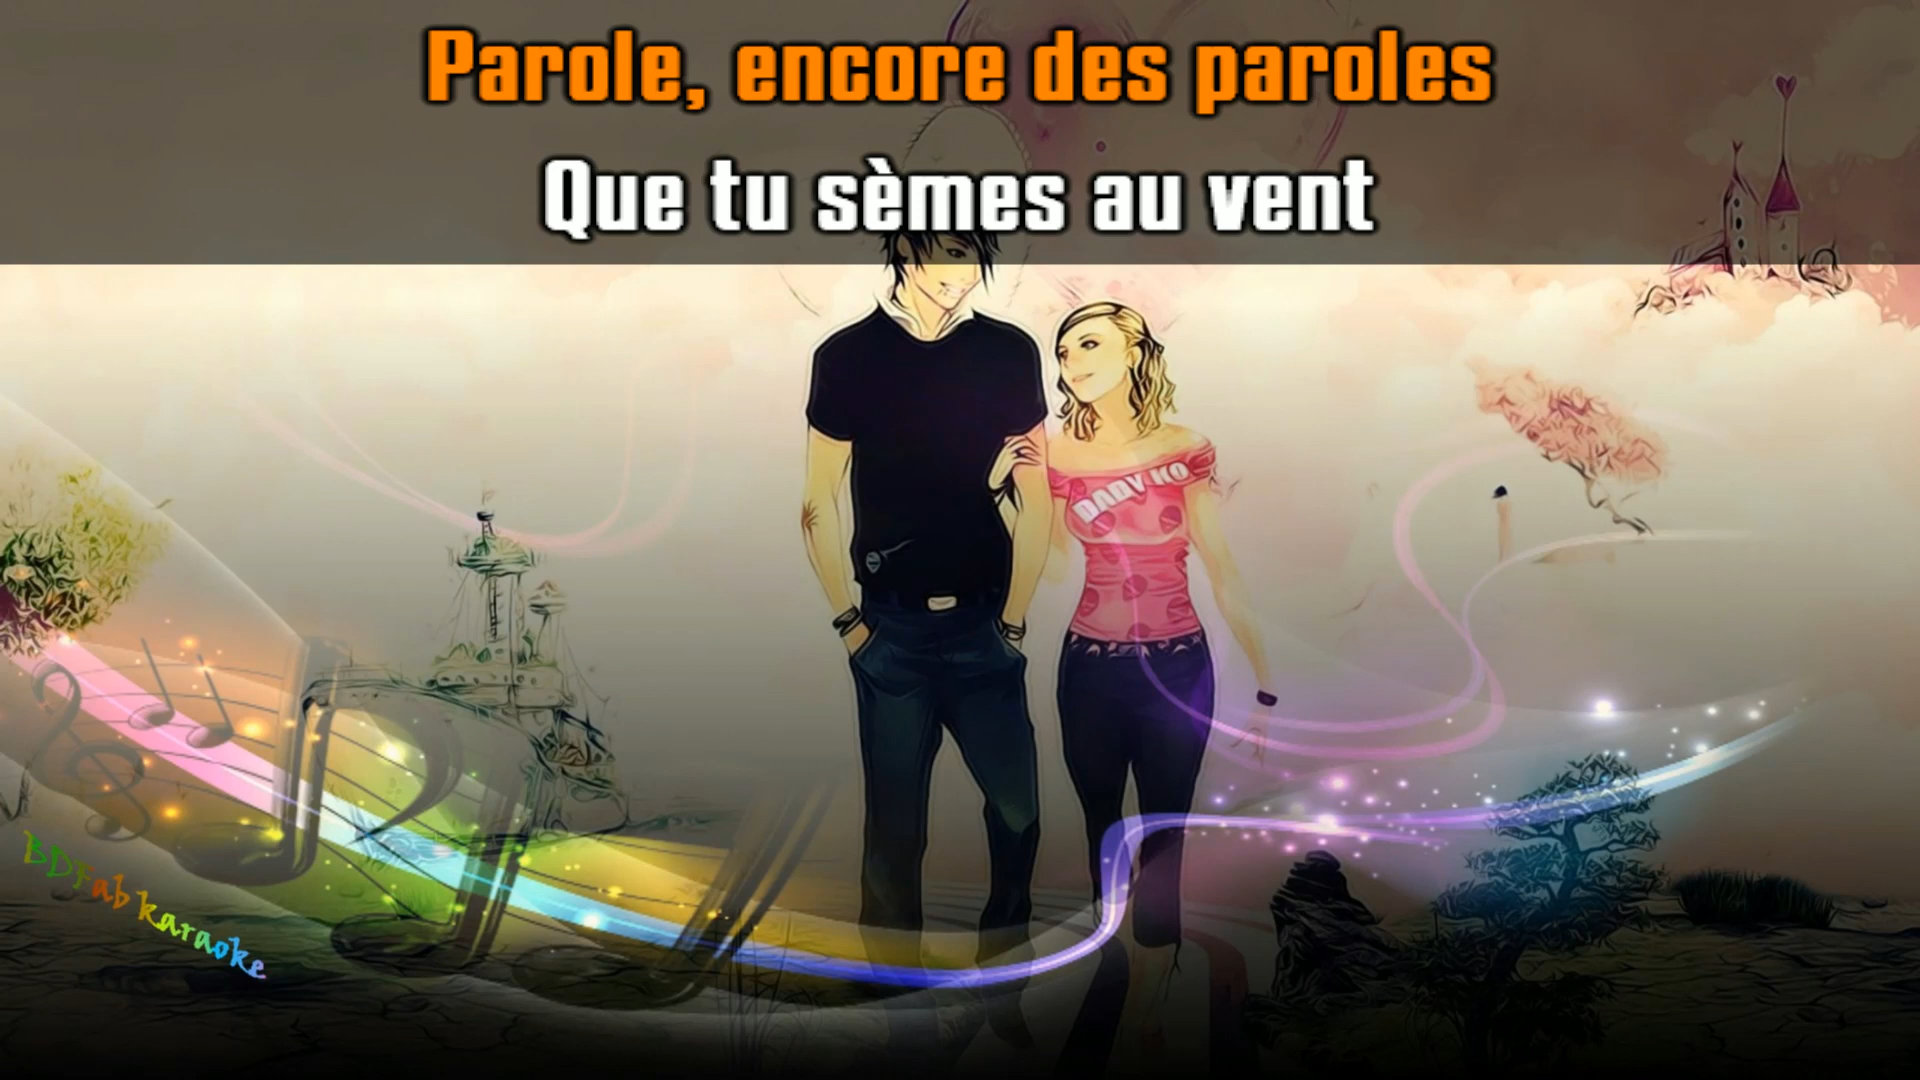 Parole, encore des paroles
Que tu sèmes au vent
BDFab karaoke